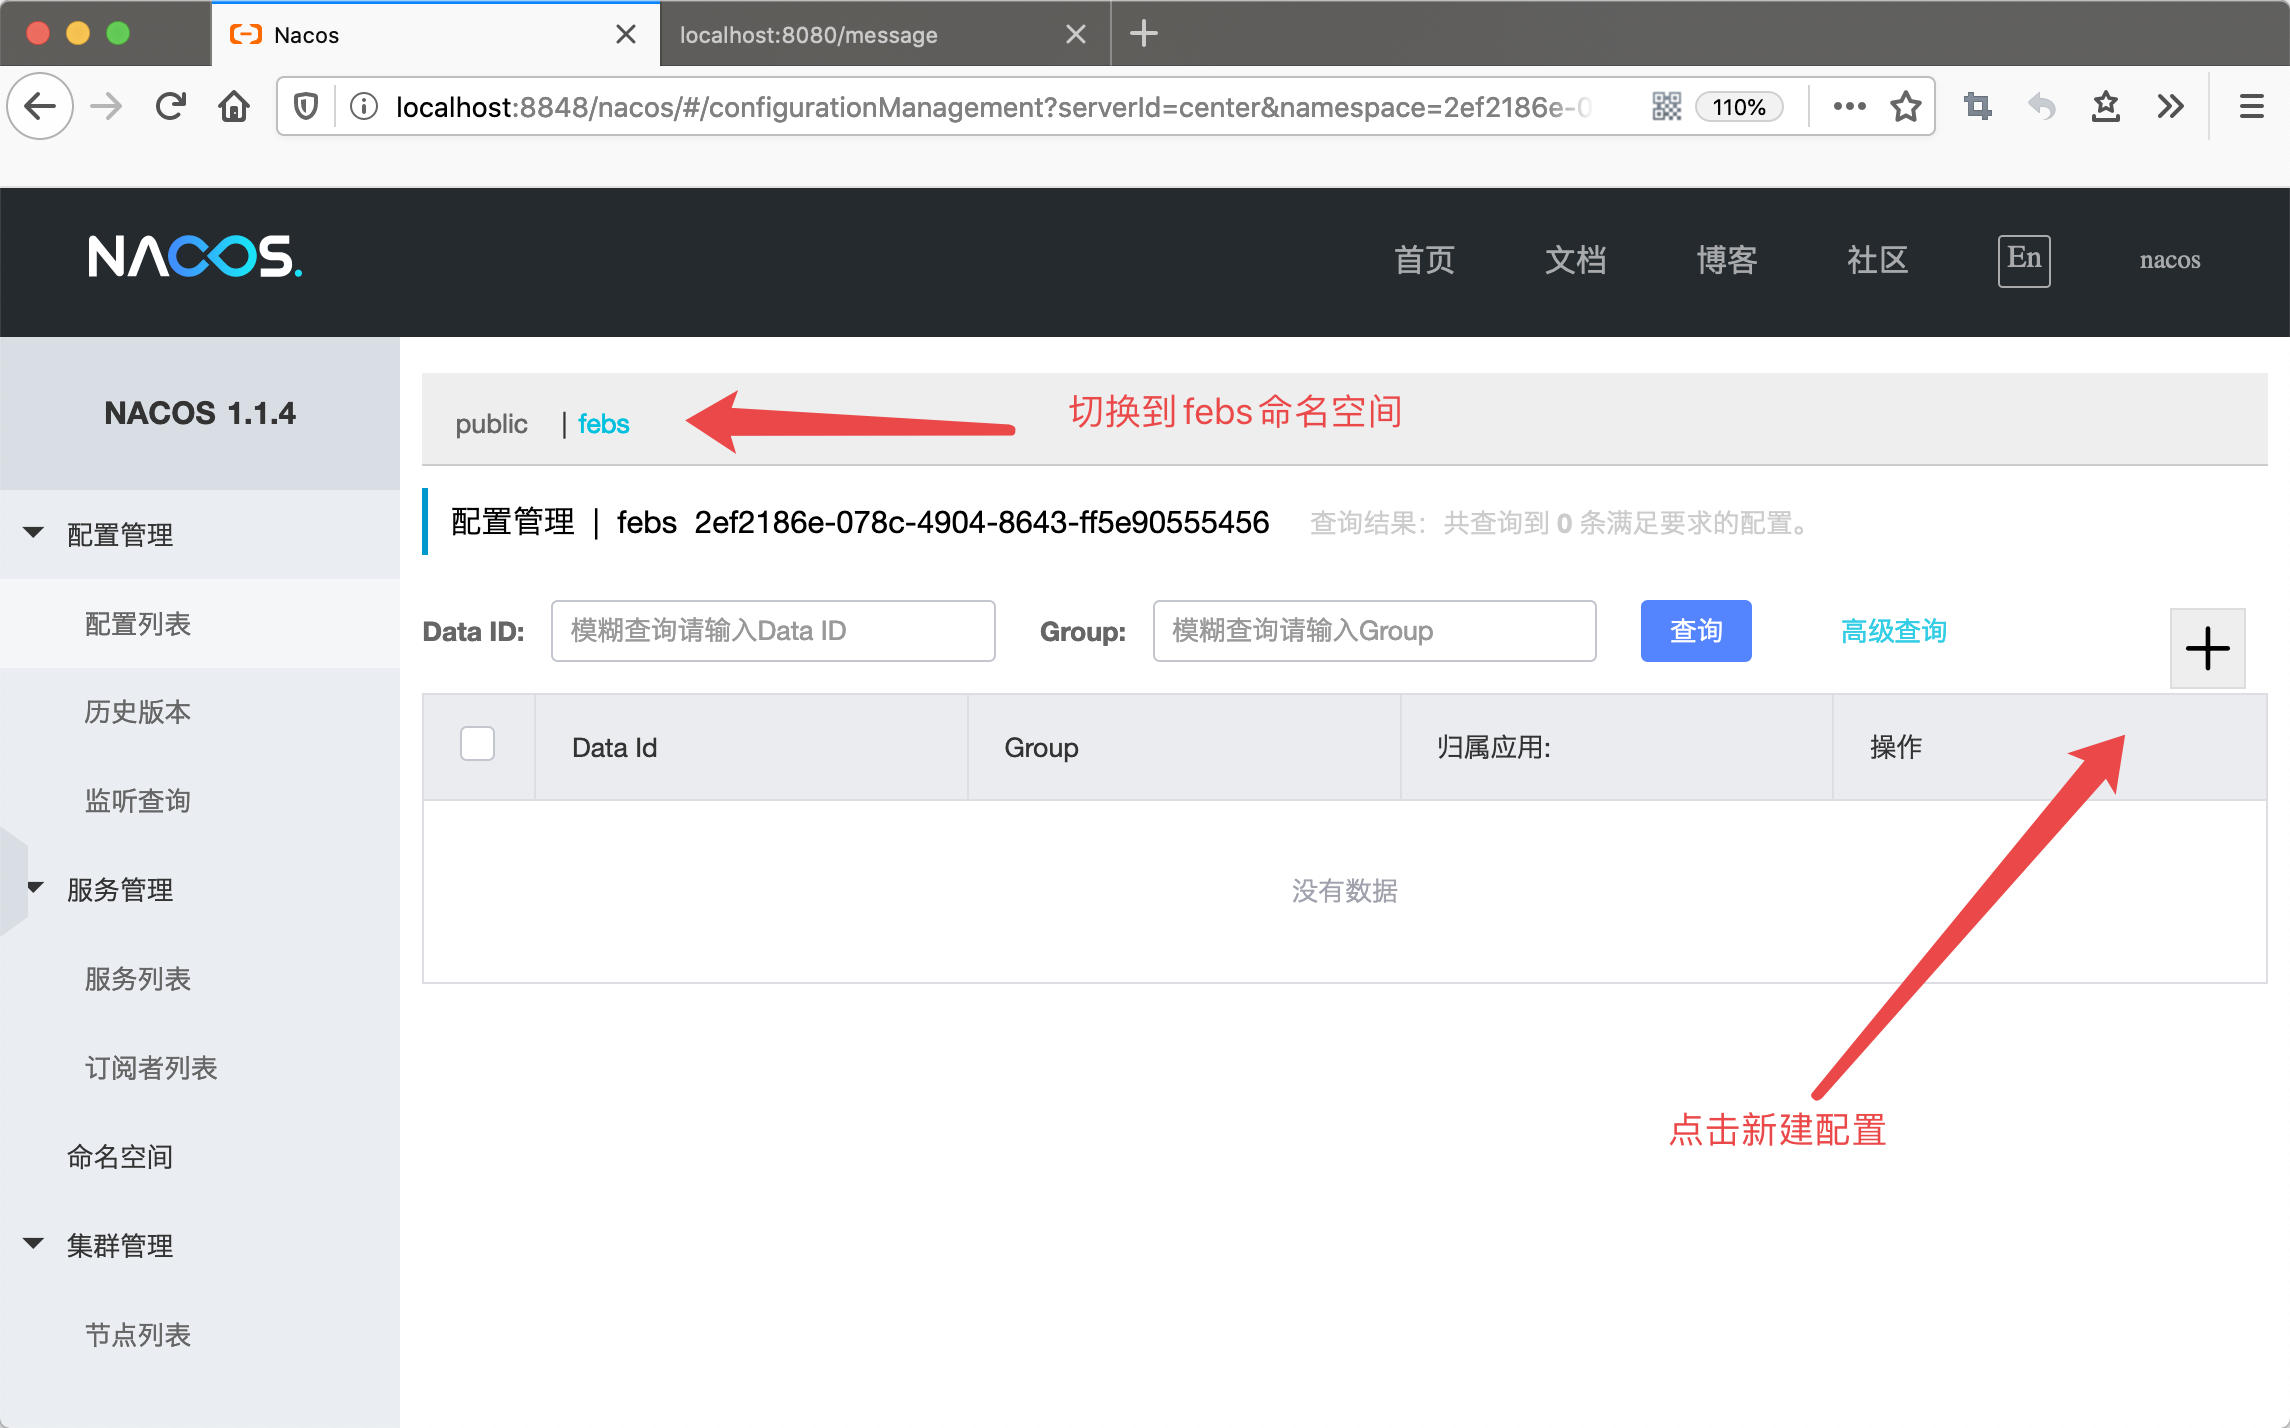 Nacos
localhost:8080/message
localhost:8848/nacos/#/configurationManagement?serverId=center&namespace=2ef2186e-0
110%
NACOS.
首页
文档
博客
社区
En
nacos
NACOS 1.1.4
配置管理
配置列表
历史版本
监听查询
服务管理
服务列表
订阅者列表
命名空间
集群管理
节点列表
public | febs
切换到febs命名空间
配置管理 | febs 2ef2186e-078c-4904-8643-ff5e90555456 查询结果：共查询到 0 条满足要求的配置。
Data ID: 模糊查询请输入Data ID Group: 模糊查询请输入Group 查询 高级查询
Data Id Group 归属应用: 操作
没有数据
点击新建配置